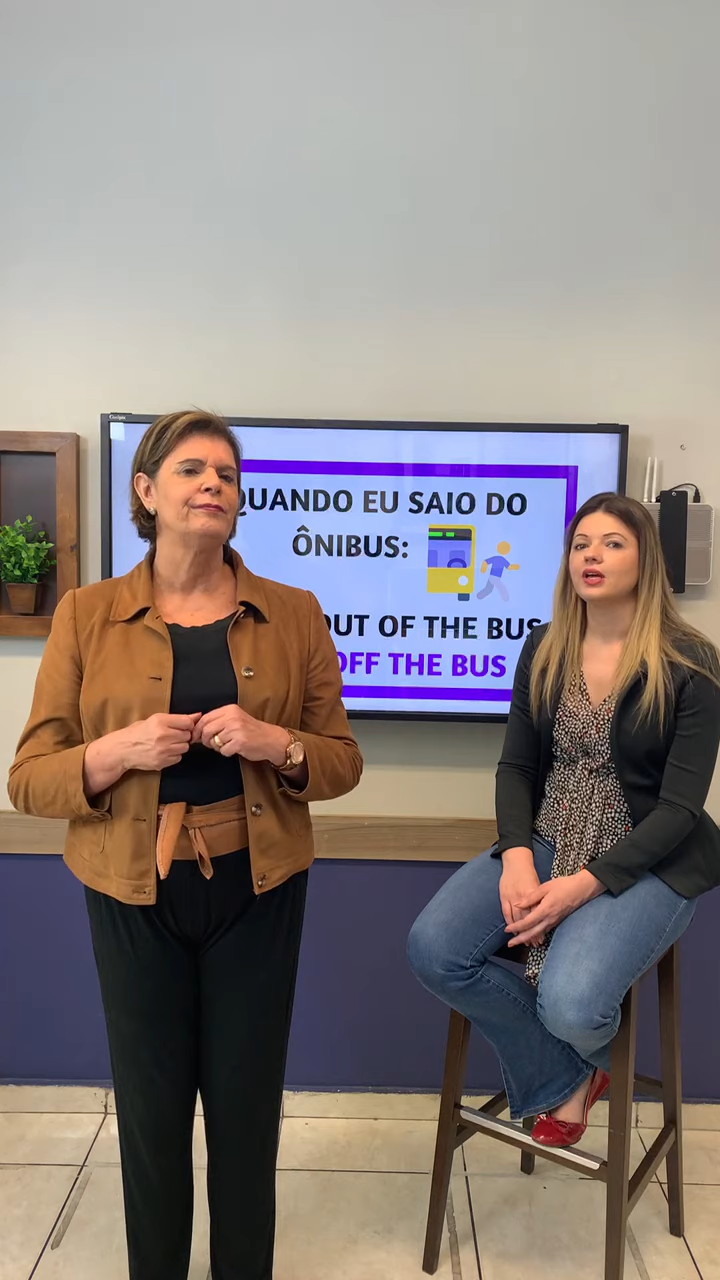 QUANDO EU SAIO DO
ÔNIBUS:
OUT OF THE BUS
OFF THE BUS